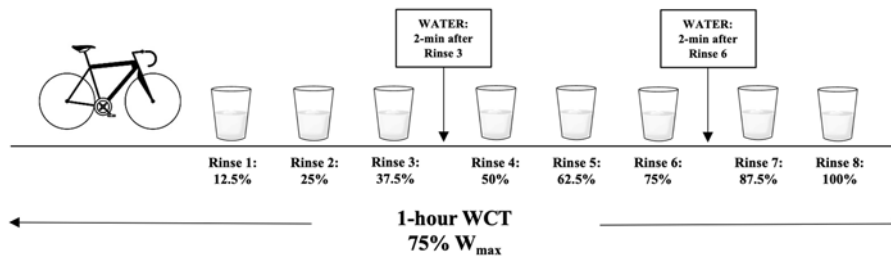 WATER:
2-min after
Rinse 3
WATER:
2-min after
Rinse 6
Rinse 1:
12.5%
Rinse 2:
25%
Rinse 3:
37.5%
Rinse 4:
50%
Rinse 5:
62.5%
Rinse 6:
75%
Rinse 7:
87.5%
Rinse 8:
100%
1-hour WCT
75% Wmax